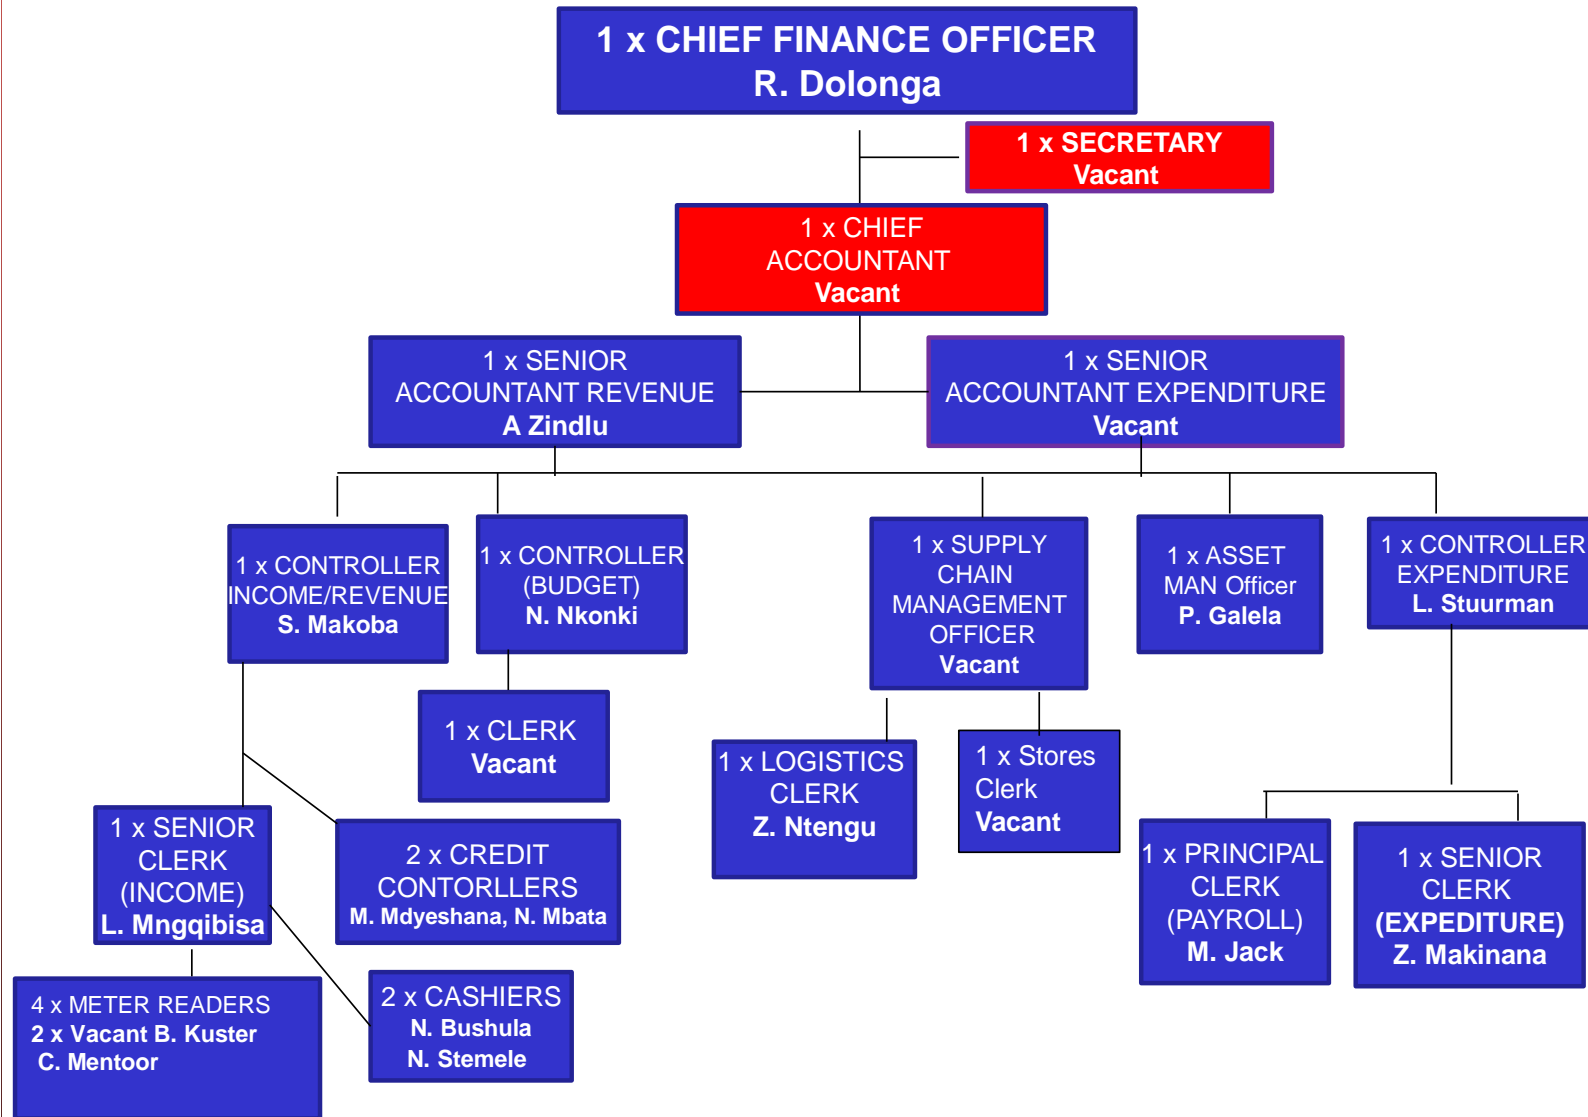 1 x CHIEF FINANCE OFFICER
R. Dolonga
1 x SECRETARY
Vacant
1 x CHIEF
ACCOUNTANT
Vacant
1 x SENIOR
ACCOUNTANT REVENUE
A Zindlu
1 x SENIOR
ACCOUNTANT EXPENDITURE
Vacant
1 x CONTROLLER
INCOME/REVENUE
S. Makoba
1 x CONTROLLER
(BUDGET)
N. Nkonki
1 x SUPPLY
CHAIN
MANAGEMENT
OFFICER
Vacant
1 x ASSET
MAN Officer
P. Galela
1 x CONTROLLER
EXPENDITURE
L. Stuurman
1 x CLERK
Vacant
1 x LOGISTICS
CLERK
Z. Ntengu
1 x Stores
Clerk
Vacant
1 x SENIOR
CLERK
(INCOME)
L. Mngqibisa
2 x CREDIT
CONTORLLERS
M. Mdyeshana, N. Mbata
1 x PRINCIPAL
CLERK
(PAYROLL)
M. Jack
1 x SENIOR
CLERK
(EXPEDITURE)
Z. Makinana
4 x METER READERS
2 x Vacant B. Kuster
C. Mentoor
2 x CASHIERS
N. Bushula
N. Stemele